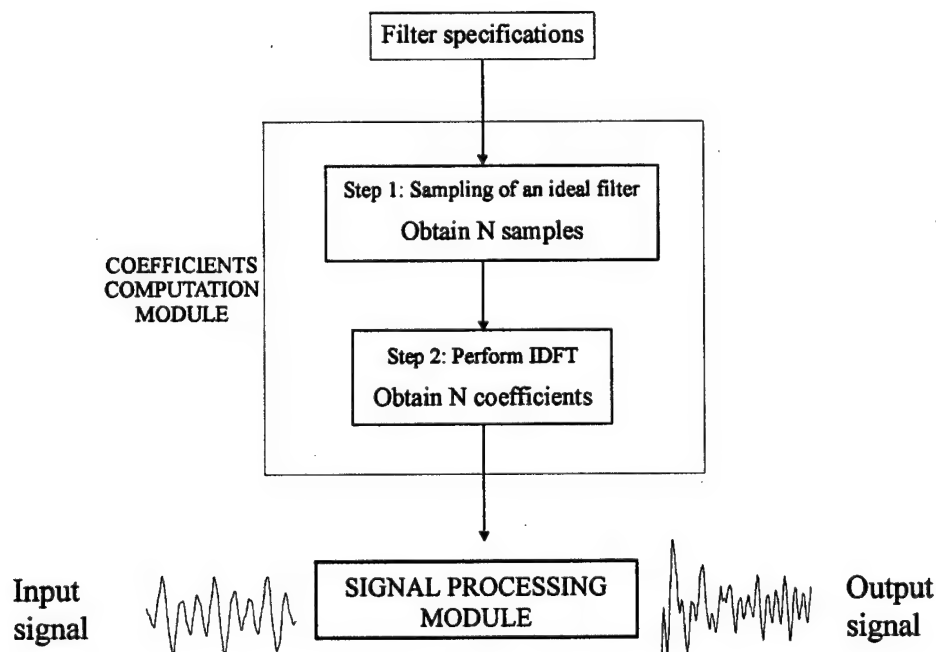 Filter specifications
Step 1: Sampling of an ideal filter
Obtain N samples
COEFFICIENTS
COMPUTATION
MODULE
Step 2: Perform IDFT
Obtain N coefficients
Input
signal
SIGNAL PROCESSING
MODULE
Output
signal